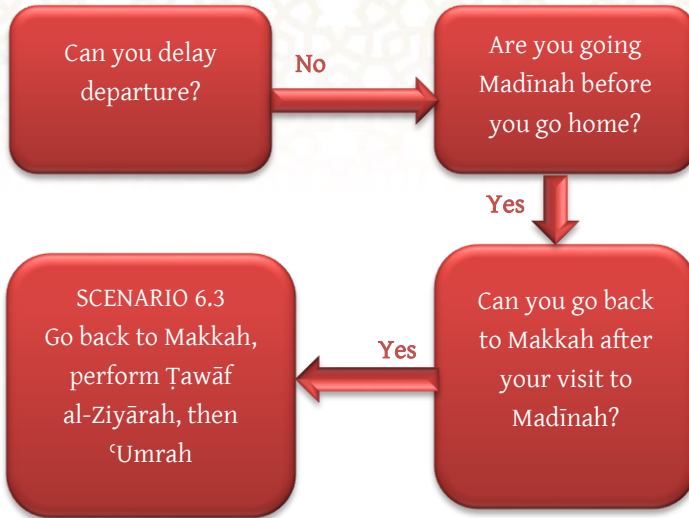 Can you delay
departure?
No
Are you going
Madīnah before
you go home?
Yes
Can you go back
to Makkah after
your visit to
Madīnah?
Yes
SCENARIO 6.3
Go back to Makkah,
perform Ṭawāf
al-Ziyārah, then
ʿUmrah